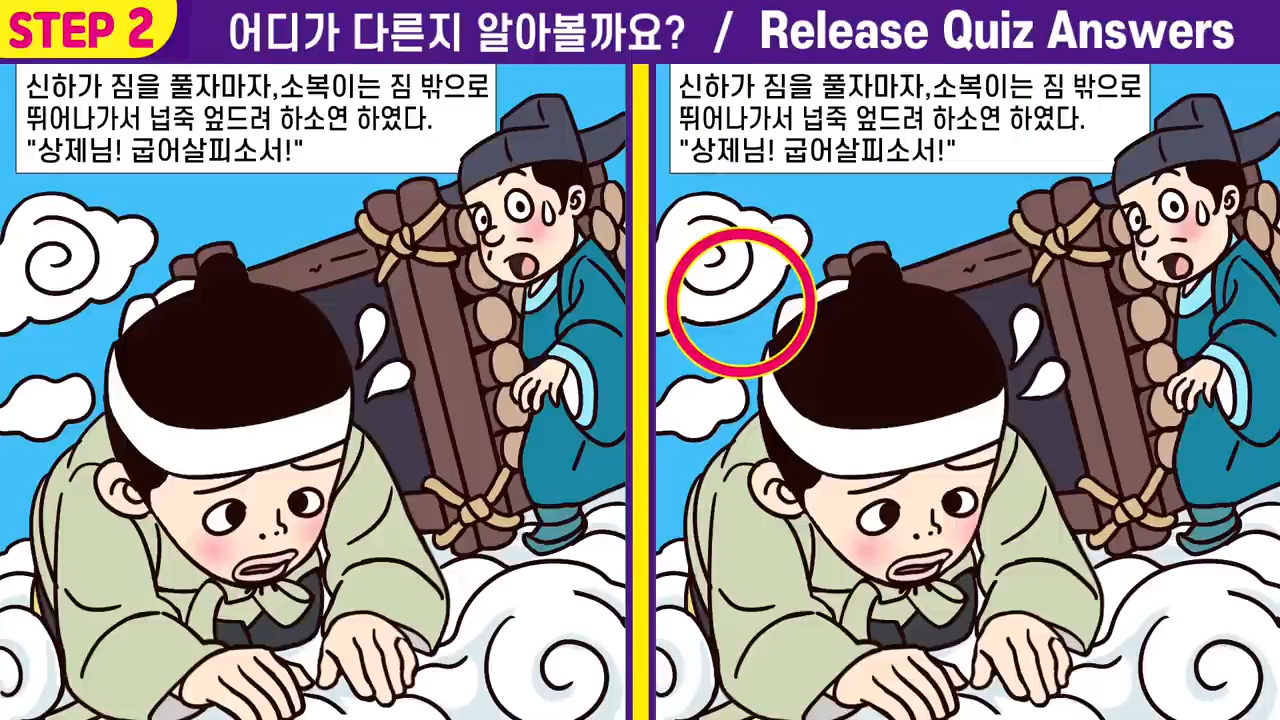 STEP 2
어디가 다른지 알아볼까요? / Release Quiz Answers
신하가 짐을 풀자마자,소복이는 짐 밖으로
뛰어나가서 넙죽 엎드려 하소연 하였다.
"상제님! 굽어살피소서!"
신하가 짐을 풀자마자,소복이는 짐 밖으로
뛰어나가서 넙죽 엎드려 하소연 하였다.
"상제님! 굽어살피소서!"